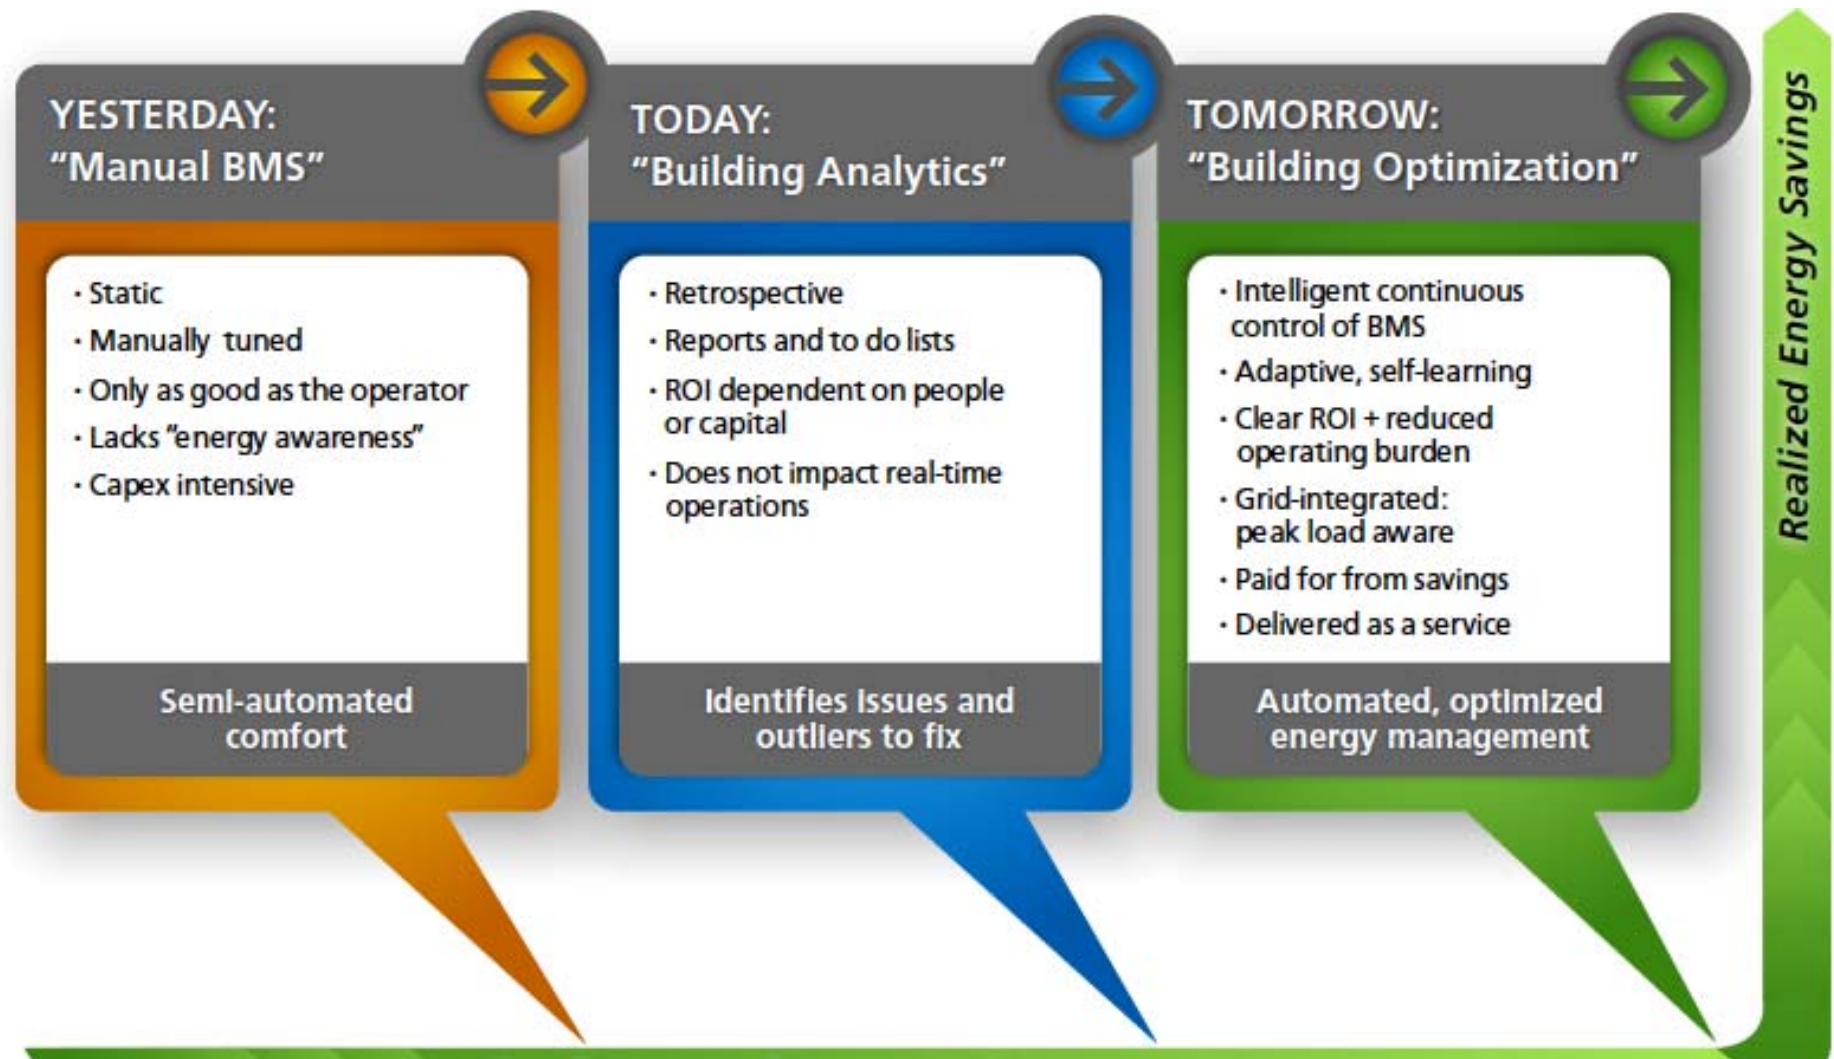 YESTERDAY:
“Manual BMS”
· Static
· Manually tuned
· Only as good as the operator
· Lacks “energy awareness”
· Capex intensive
Semi-automated
comfort
TODAY:
“Building Analytics”
· Retrospective
· Reports and to do lists
· ROI dependent on people
or capital
· Does not impact real-time
operations
Identifies issues and
outliers to fix
TOMORROW:
“Building Optimization”
· Intelligent continuous
control of BMS
· Adaptive, self-learning
· Clear ROI + reduced
operating burden
· Grid-integrated:
peak load aware
· Paid for from savings
· Delivered as a service
Automated, optimized
energy management
Realized Energy Savings